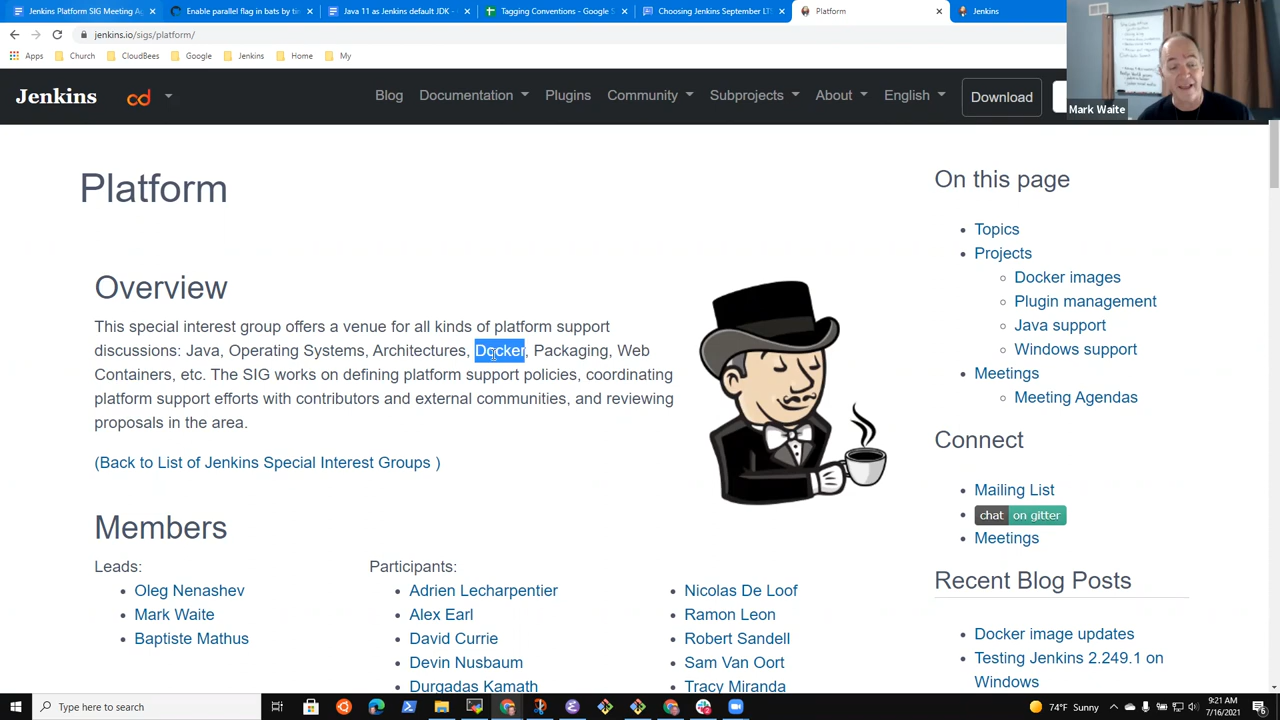 Jenkins Platform SIG Meeting Ag
Enable parallel flag in bats by tim
Java 11 as Jenkins default JDK -
Tagging Conventions - Google S
Choosing Jenkins September LTS
Platform
Jenkins
jenkins.io/sigs/platform/
Apps
Church
CloudBees
Google
Jenkins
Home
My
Jenkins
cd
Blog
Documentation
Plugins
Community
Subprojects
About
English
Download
Mark Waite
Platform
Overview
This special interest group offers a venue for all kinds of platform support
discussions: Java, Operating Systems, Architectures, Docker, Packaging, Web
Containers, etc. The SIG works on defining platform support policies, coordinating
platform support efforts with contributors and external communities, and reviewing
proposals in the area.
(Back to List of Jenkins Special Interest Groups )
Members
Leads:
Oleg Nenashev
Mark Waite
Baptiste Mathus
Participants:
Adrien Lecharpentier
Alex Earl
David Currie
Devin Nusbaum
Durgadas Kamath
Nicolas De Loof
Ramon Leon
Robert Sandell
Sam Van Oort
Tracy Miranda
On this page
Topics
Projects
Docker images
Plugin management
Java support
Windows support
Meetings
Meeting Agendas
Connect
Mailing List
chat on gitter
Meetings
Recent Blog Posts
Docker image updates
Testing Jenkins 2.249.1 on
Windows
Type here to search
74°F Sunny
9:21 AM
7/16/2021